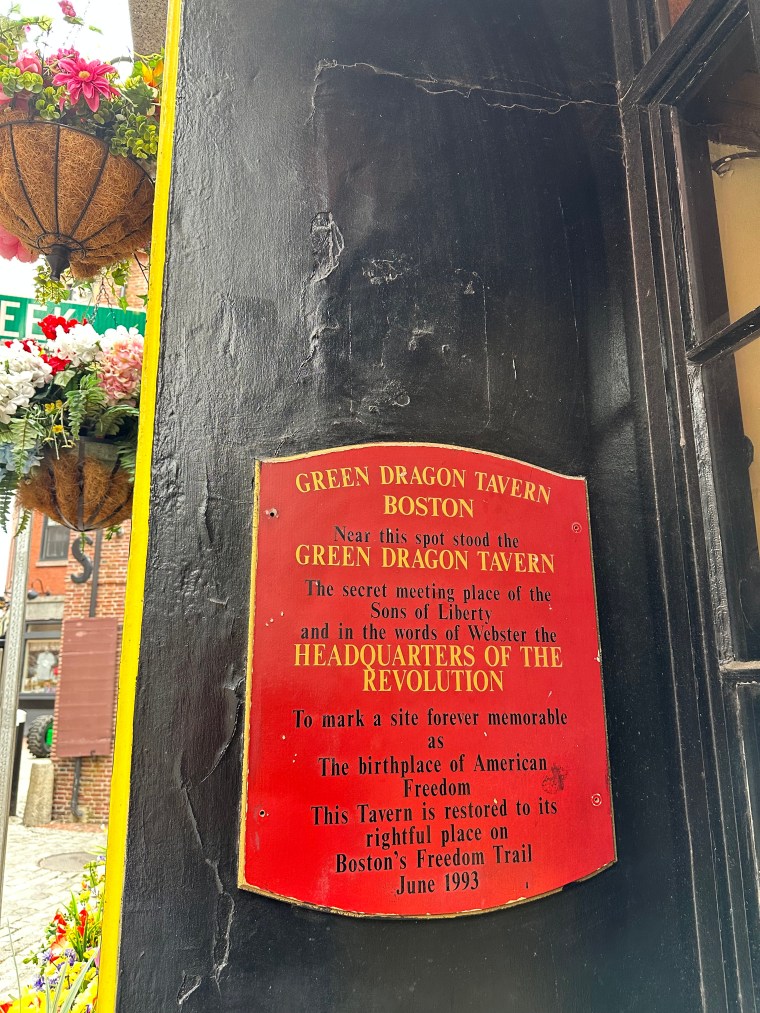 EEK
GREEN DRAGON TAVERN
BOSTON
Near this spot stood the
GREEN DRAGON TAVERN
The secret meeting place of the
Sons of Liberty
and in the words of Webster the
HEADQUARTERS OF THE
REVOLUTION
To mark a site forever memorable
as
The birthplace of American
Freedom
This Tavern is restored to its
rightful place on
Boston's Freedom Trail
June 1993